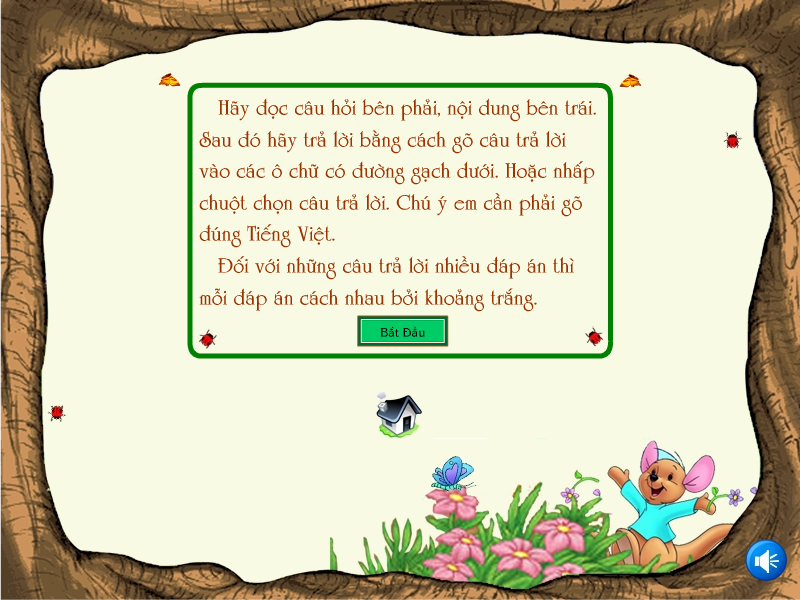 Hãy đọc câu hỏi bên phải, nội dung bên trái.
Sau đó hãy trả lời bằng cách gõ câu trả lời
vào các ô chữ có đường gạch dưới. Hoặc nhấp
chuột chọn câu trả lời. Chú ý em cần phải gõ
đúng Tiếng Việt.
Đối với những câu trả lời nhiều đáp án thì
mỗi đáp án cách nhau bởi khoảng trắng.
Bắt Đầu